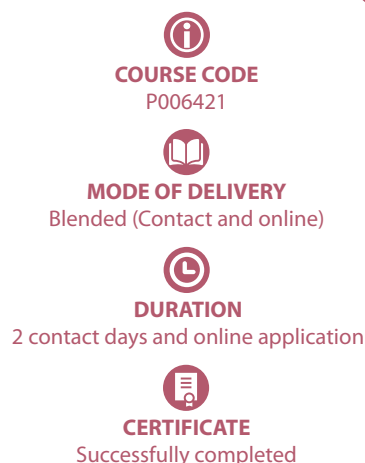 COURSE CODE
P006421
MODE OF DELIVERY
Blended (Contact and online)
DURATION
2 contact days and online application
CERTIFICATE
Successfully completed